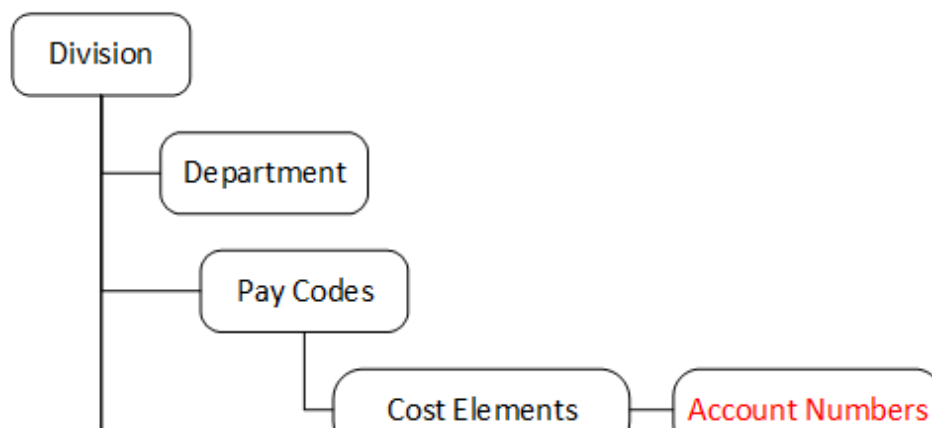 Division
Department
Pay Codes
Cost Elements
Account Numbers